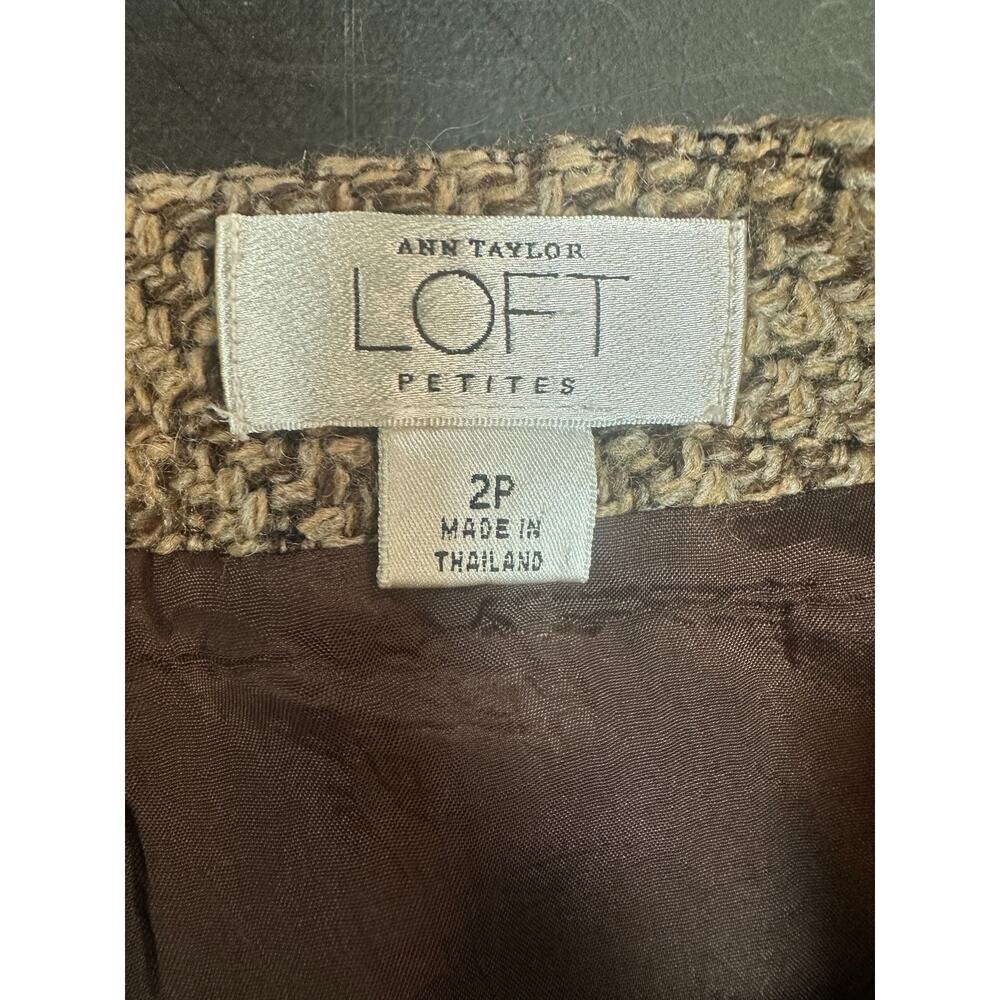 ANN TAYLOR
LOFT
PETITES
2P
MADE IN
THAILAND